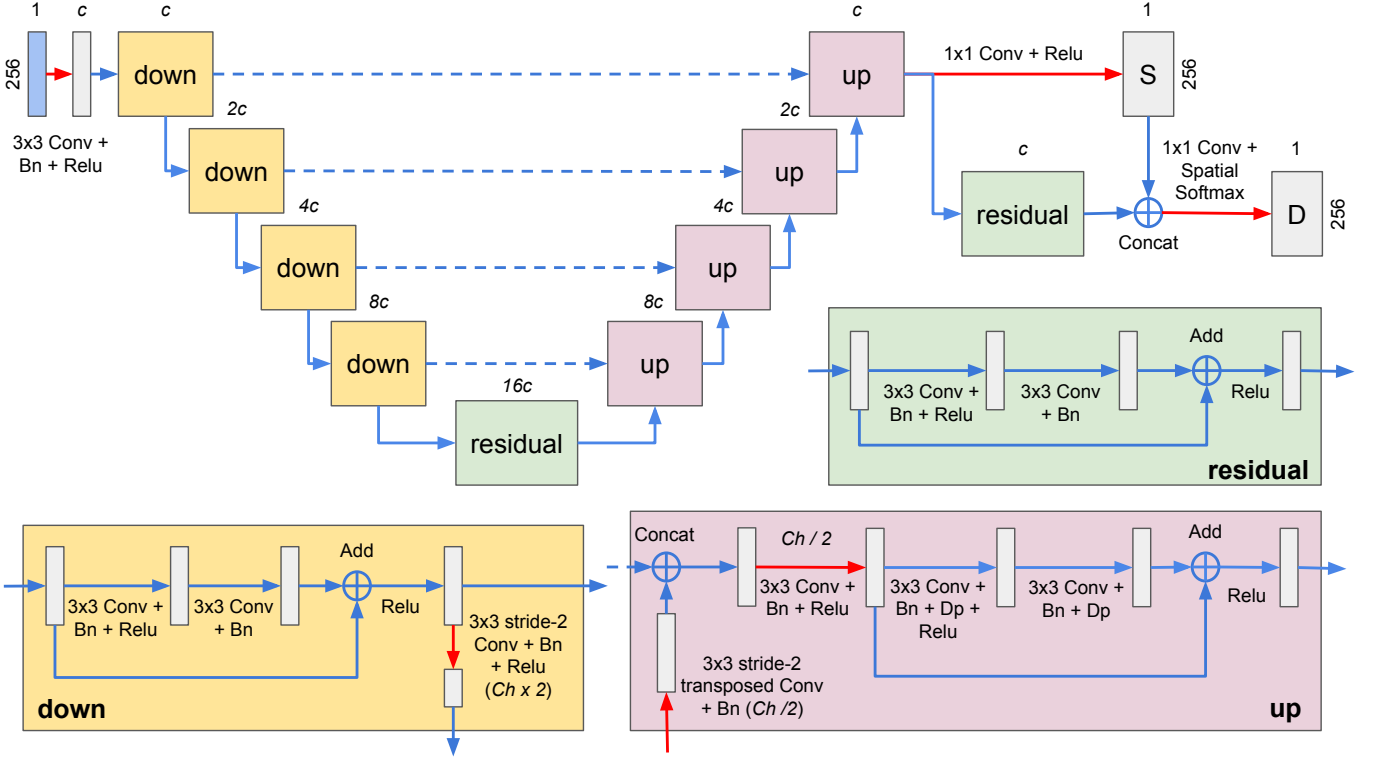 1
c
c
c
1
256
down
up
1x1 Conv + Relu
S
256
3x3 Conv +
Bn + Relu
2c
2c
down
up
1x1 Conv +
Spatial
Softmax
1
c
residual
Concat
D
256
4c
4c
down
up
8c
8c
down
up
16c
residual
Add
3x3 Conv +
Bn + Relu
3x3 Conv
+ Bn
Relu
residual
Add
3x3 Conv +
Bn + Relu
3x3 Conv
+ Bn
Relu
3x3 stride-2
Conv + Bn
+ Relu
(Ch x 2)
down
Concat
Ch / 2
Add
3x3 Conv +
Bn + Relu
3x3 Conv +
Bn + Dp +
Relu
3x3 Conv +
Bn + Dp
Relu
3x3 stride-2
transposed Conv
+ Bn (Ch /2)
up